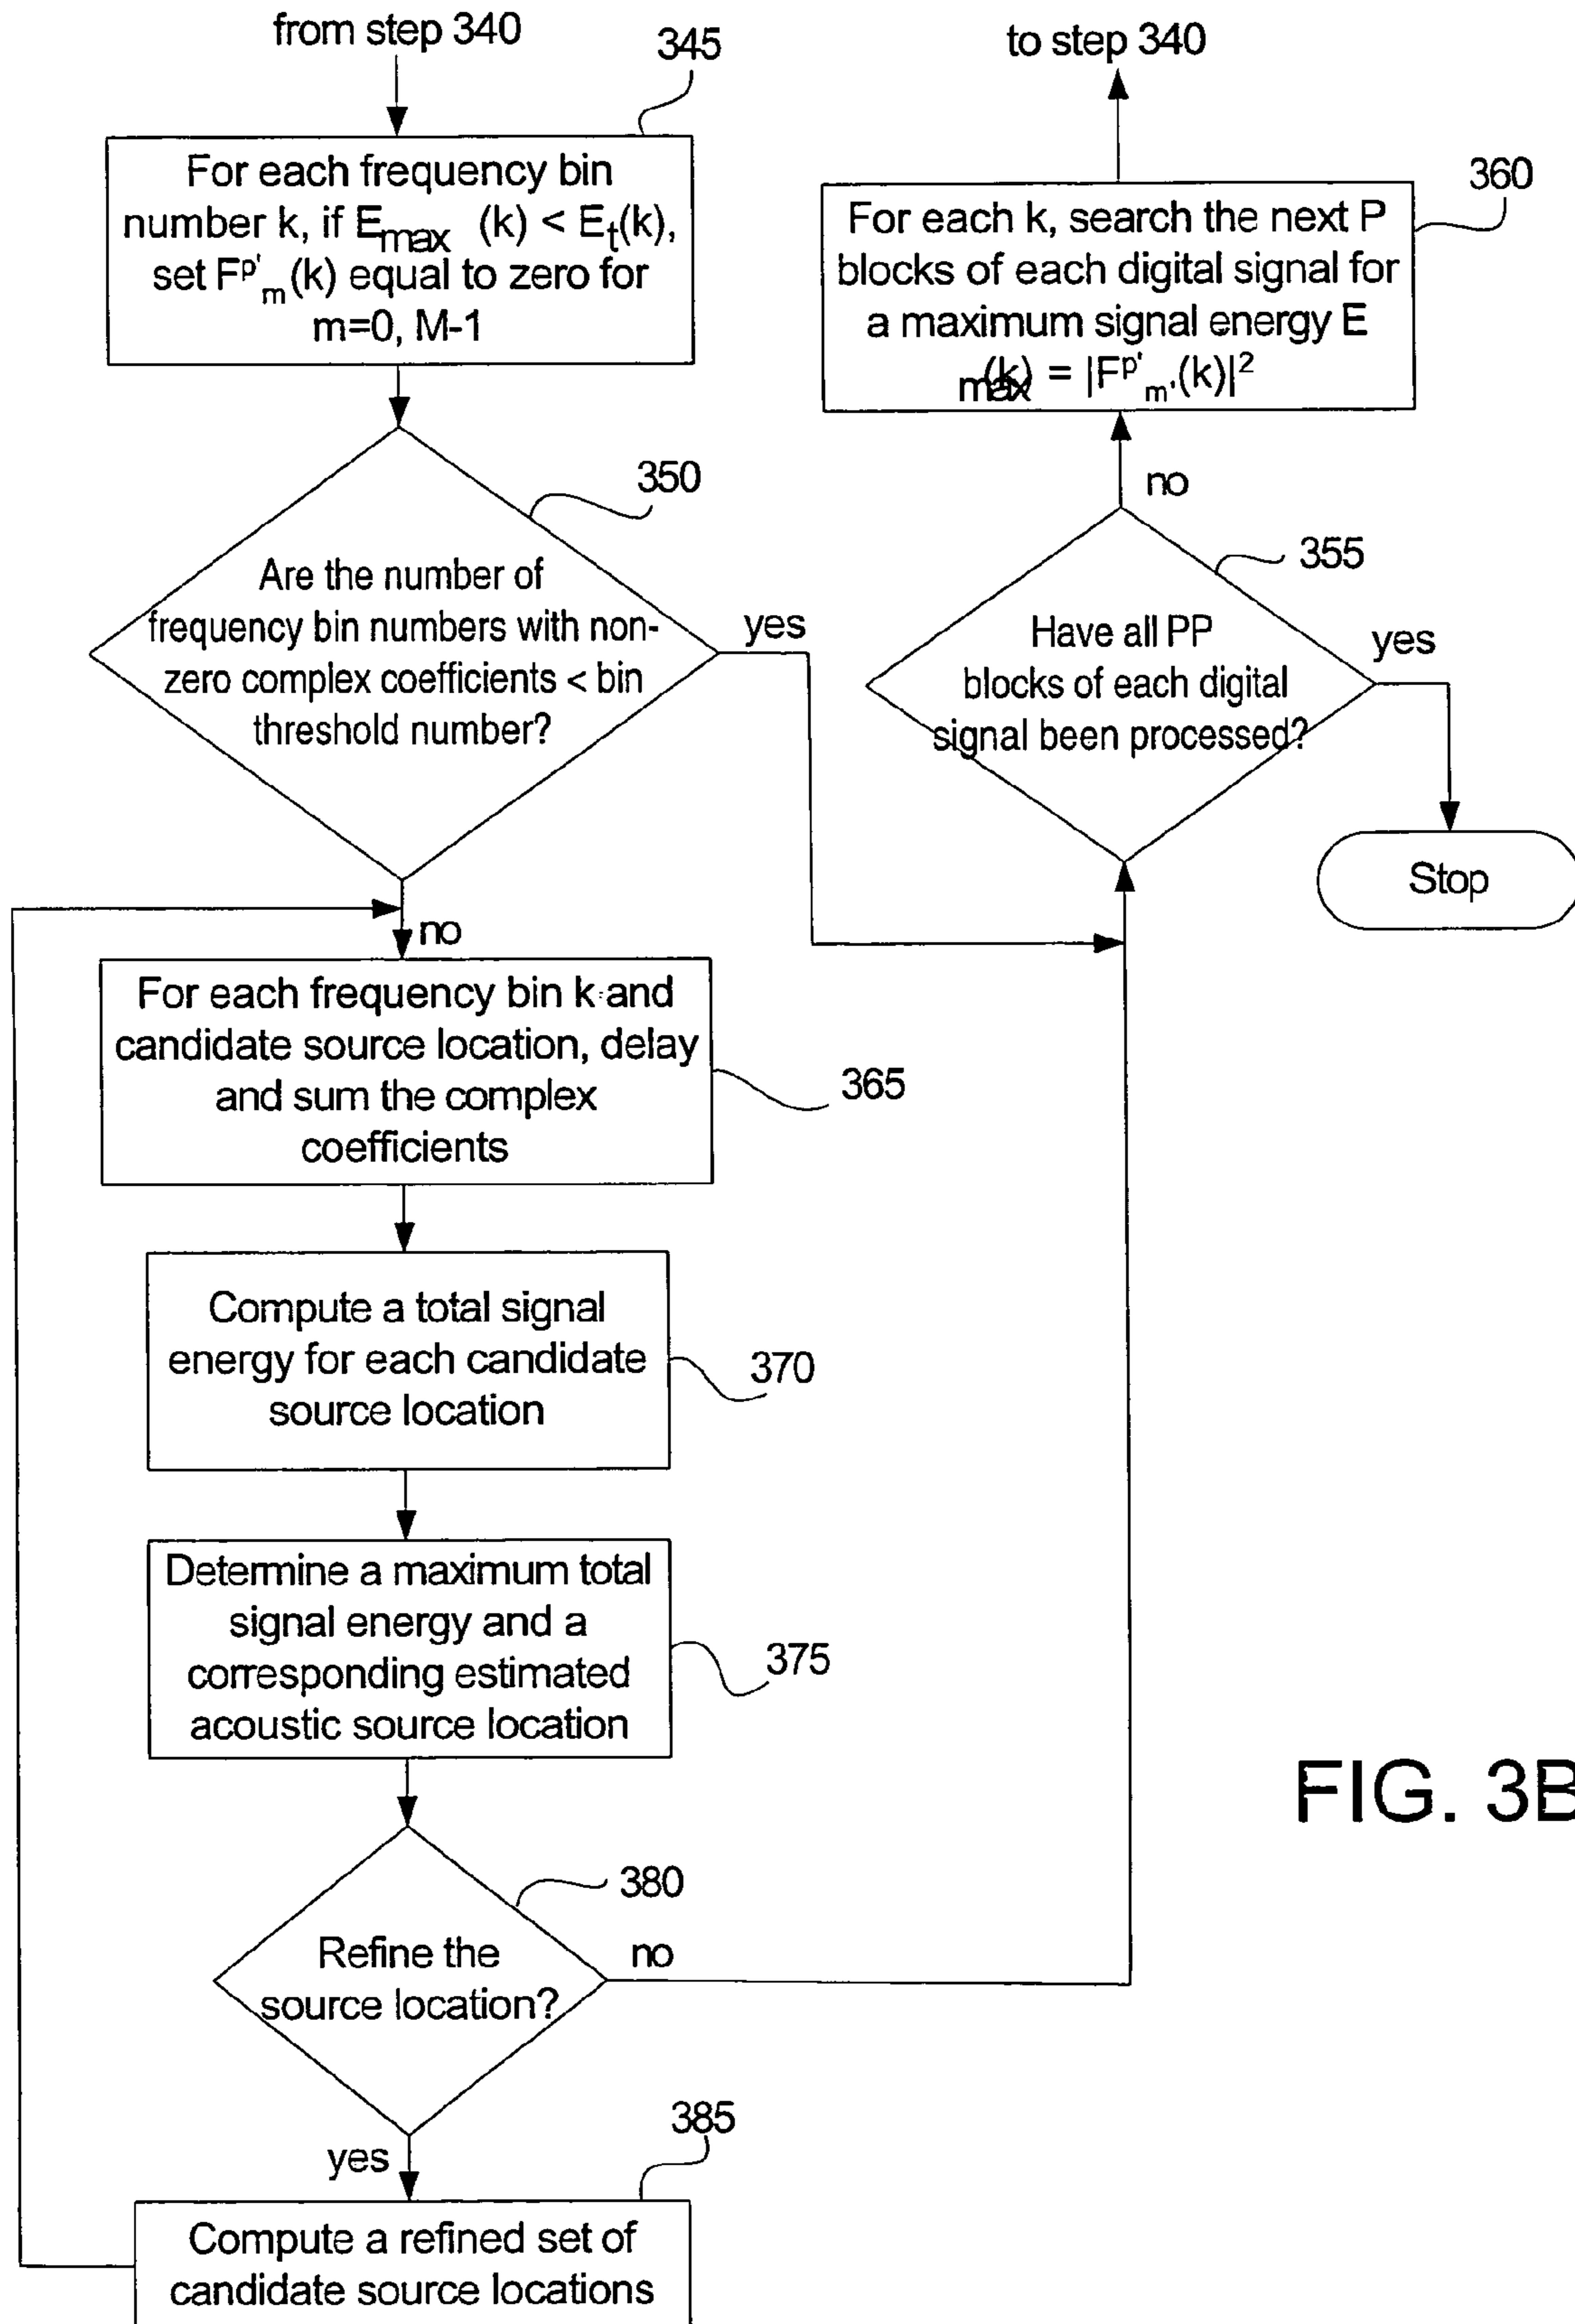 from step 340
345
For each frequency bin
number k, if Emax (k) < Et(k),
set Fp'm(k) equal to zero for
m=0, M-1
350
Are the number of
frequency bin numbers with non-
zero complex coefficients < bin
threshold number?
yes
no
For each frequency bin k and
candidate source location, delay
and sum the complex
coefficients
365
Compute a total signal
energy for each candidate
source location
370
Determine a maximum total
signal energy and a
corresponding estimated
acoustic source location
375
380
Refine the
source location?
no
yes
385
Compute a refined set of
candidate source locations
to step 340
360
For each k, search the next P
blocks of each digital signal for
a maximum signal energy E
max(k) = |Fp'm'(k)|²
no
355
Have all PP
blocks of each digital
signal been processed?
yes
Stop
FIG. 3B